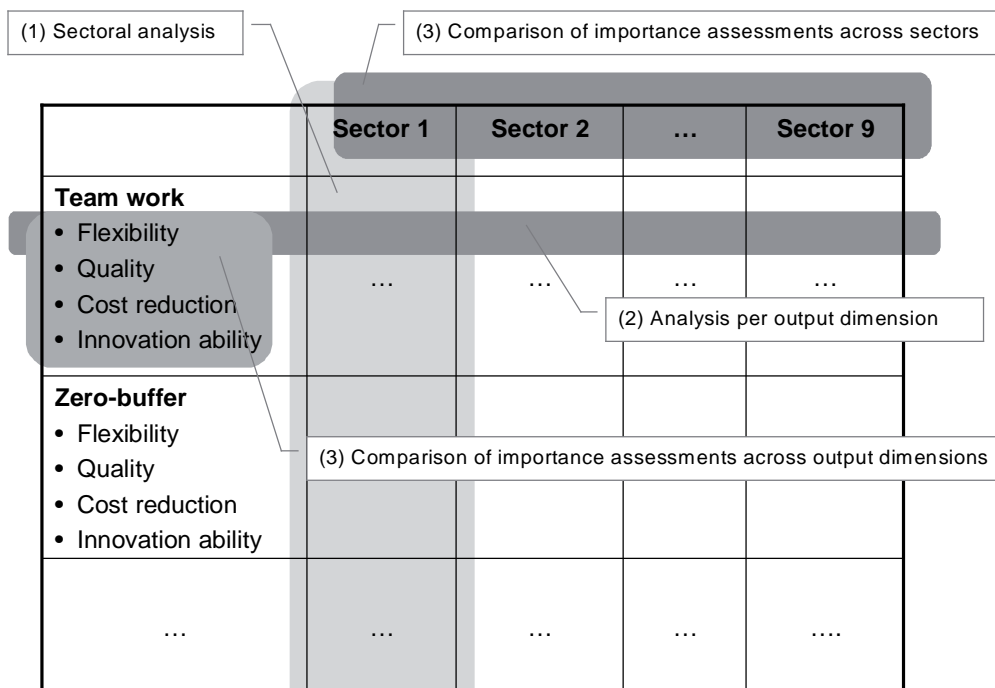 (1) Sectoral analysis
(3) Comparison of importance assessments across sectors
Sector 1 Sector 2 … Sector 9
Team work
• Flexibility
• Quality
• Cost reduction
• Innovation ability
… … … …
(2) Analysis per output dimension
Zero-buffer
• Flexibility
• Quality
• Cost reduction
• Innovation ability
(3) Comparison of importance assessments across output dimensions
… … … … ….